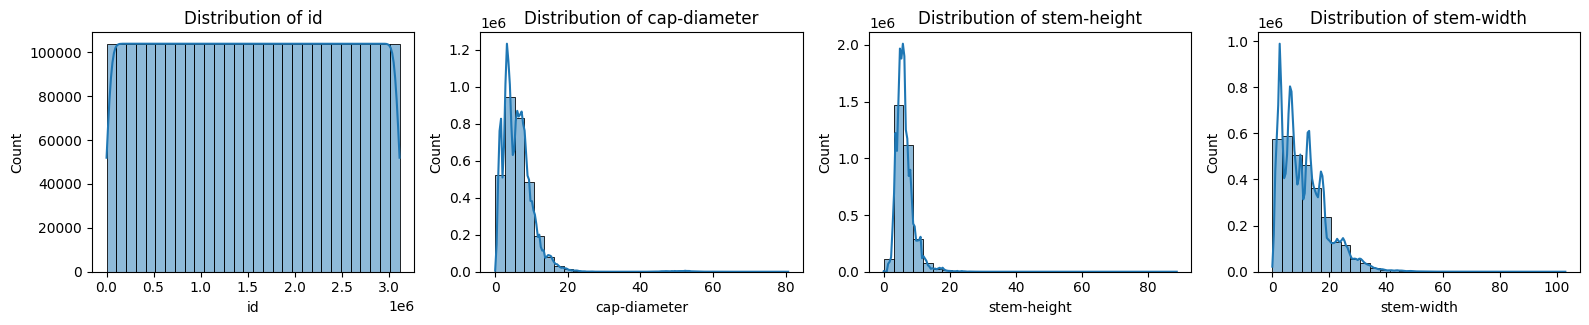 Distribution of id
100000
80000
60000
40000
20000
0
Count
0.0 0.5 1.0 1.5 2.0 2.5 3.0
1e6
id
Distribution of cap-diameter
1e6
1.2
1.0
0.8
0.6
0.4
0.2
0.0
Count
0 20 40 60 80
cap-diameter
Distribution of stem-height
1e6
2.0
1.5
1.0
0.5
0.0
Count
0 20 40 60 80
stem-height
Distribution of stem-width
1e6
1.0
0.8
0.6
0.4
0.2
0.0
Count
0 20 40 60 80 100
stem-width